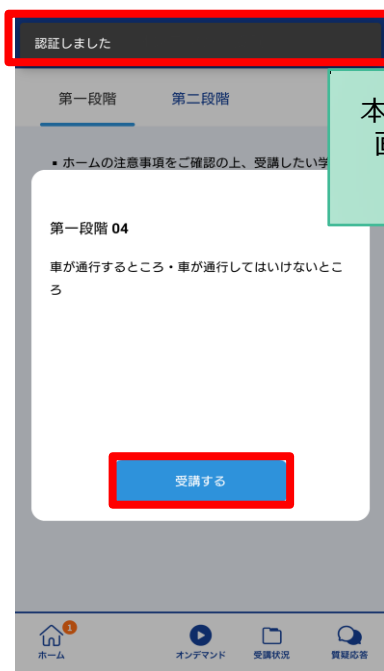 認証しました
第一段階 第二段階
本
画
▪ ホームの注意事項をご確認の上、受講したい学
第一段階 04
車が通行するところ・車が通行してはいけないとこ
ろ
受講する
1
ホーム オンデマンド 受講状況 質疑応答